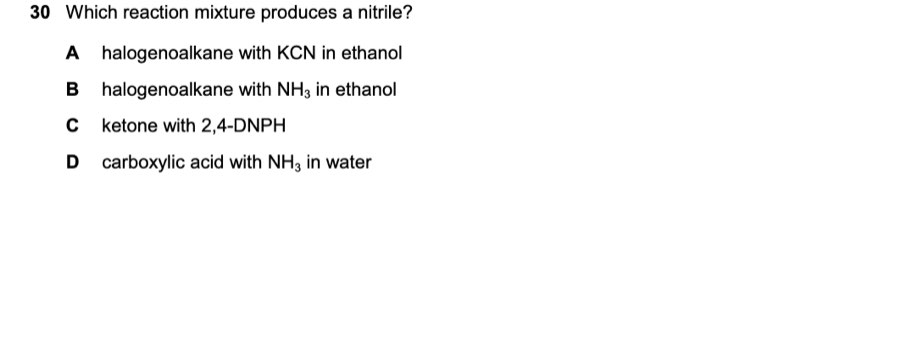 30 Which reaction mixture produces a nitrile?
A halogenoalkane with KCN in ethanol
B halogenoalkane with NH₃ in ethanol
C ketone with 2,4-DNPH
D carboxylic acid with NH₃ in water